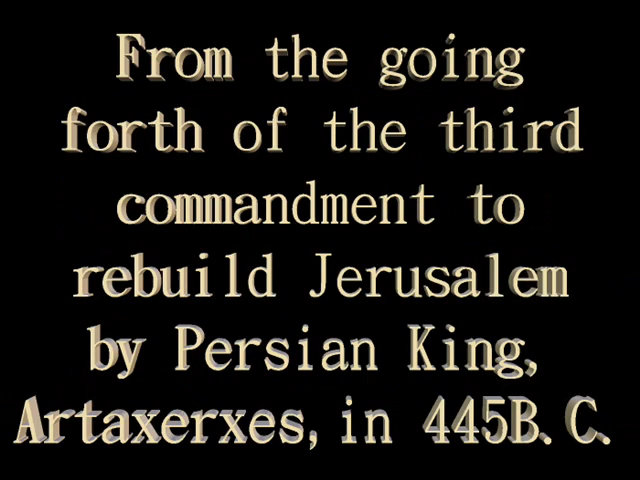 From the going
forth of the third
commandment to
rebuild Jerusalem
by Persian King,
Artaxerxes, in 445B.C.